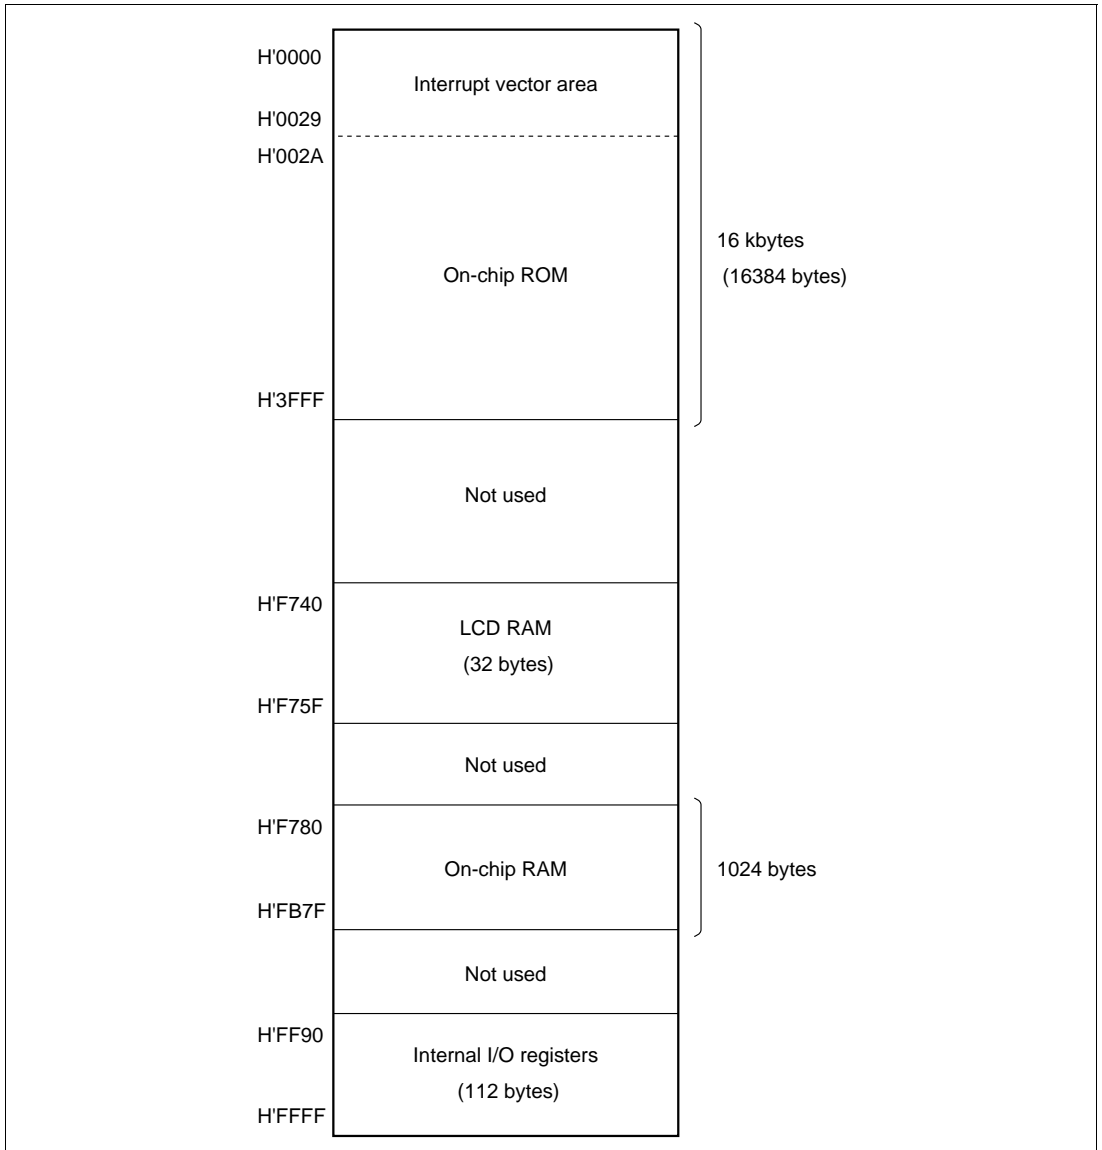 H'0000
Interrupt vector area
H'0029
H'002A
16 kbytes
(16384 bytes)
On-chip ROM
H'3FFF
Not used
H'F740
LCD RAM
(32 bytes)
H'F75F
Not used
H'F780
On-chip RAM
1024 bytes
H'FB7F
Not used
H'FF90
Internal I/O registers
(112 bytes)
H'FFFF